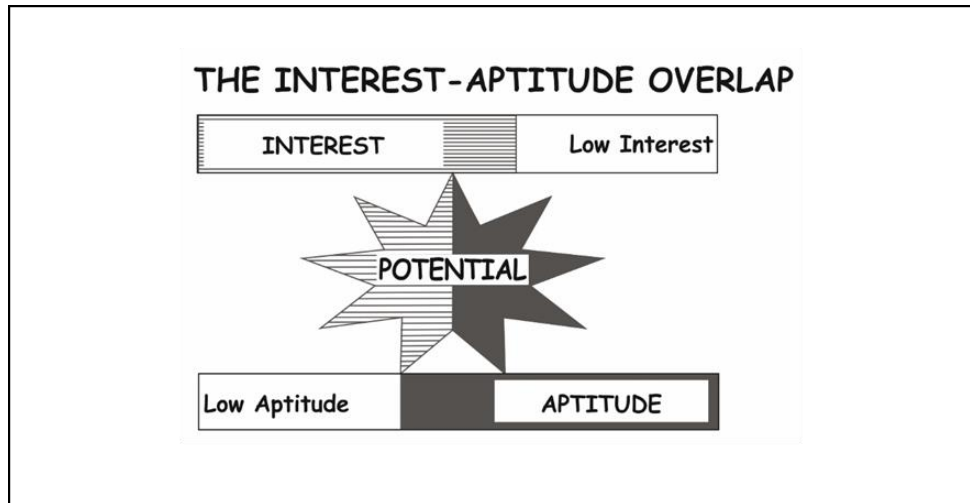 THE INTEREST-APTITUDE OVERLAP
INTEREST Low Interest
POTENTIAL
Low Aptitude APTITUDE